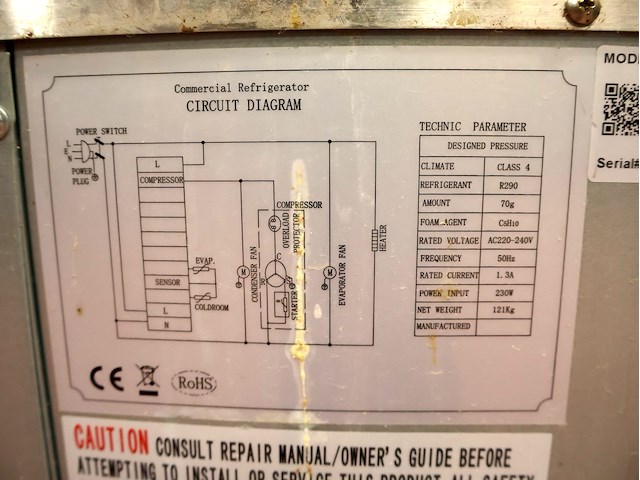 Commercial Refrigerator
CIRCUIT DIAGRAM
POWER SWITCH
L
E
N
POWER
PLUG
L
COMPRESSOR
SENSOR
L
N
EVAP.
COLDROOM
CONDENSER FAN
M
COMPRESSOR
OVERLOAD
PROTECTOR
C
STARTER
M
EVAPORATOR FAN
HEATER
TECHNIC PARAMETER
DESIGNED PRESSURE
CLIMATE CLASS 4
REFRIGERANT R290
AMOUNT 70g
FOAM AGENT C5H10
RATED VOLTAGE AC220-240V
FREQUENCY 50Hz
RATED CURRENT 1.3A
POWER INPUT 230W
NET WEIGHT 121Kg
MANUFACTURED
CE
RoHS
MODE
Serial#
CAUTION CONSULT REPAIR MANUAL/OWNER'S GUIDE BEFORE
ATTEMPTING TO INSTALL OR SERVICE THIS PRODUCT. ALL SAFETY